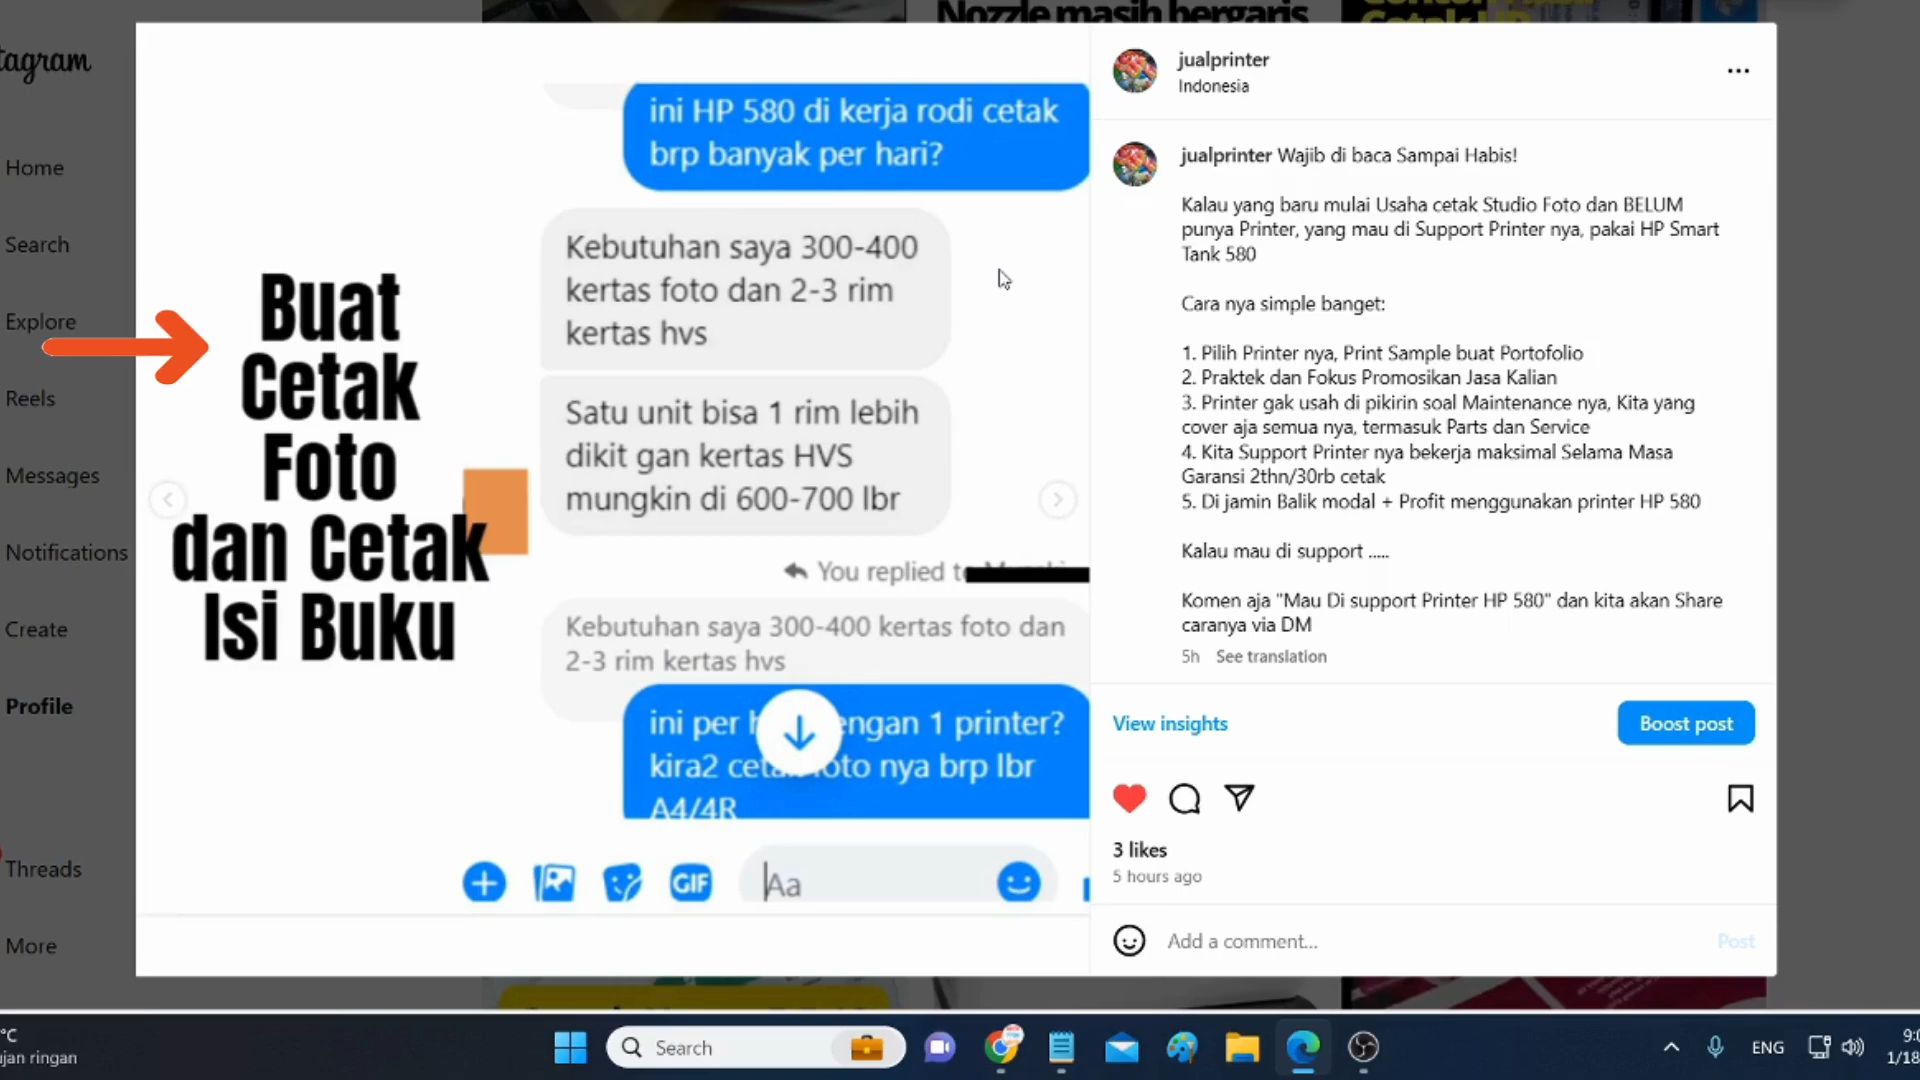 Nozzle masih bergaris
tagram
Home
Search
Explore
Reels
Messages
Notifications
Create
Profile
Threads
More
Buat
Cetak
Foto
dan Cetak
Isi Buku
ini HP 580 di kerja rodi cetak
brp banyak per hari?
Kebutuhan saya 300-400
kertas foto dan 2-3 rim
kertas hvs
Satu unit bisa 1 rim lebih
dikit gan kertas HVS
mungkin di 600-700 lbr
You replied t
Kebutuhan saya 300-400 kertas foto dan
2-3 rim kertas hvs
ini per h engan 1 printer?
kira2 cetak foto nya brp lbr
A4/4R
GIF
Aa
jualprinter
Indonesia
jualprinter Wajib di baca Sampai Habis!
Kalau yang baru mulai Usaha cetak Studio Foto dan BELUM
punya Printer, yang mau di Support Printer nya, pakai HP Smart
Tank 580
Cara nya simple banget:
1. Pilih Printer nya, Print Sample buat Portofolio
2. Praktek dan Fokus Promosikan Jasa Kalian
3. Printer gak usah di pikirin soal Maintenance nya, Kita yang
cover aja semua nya, termasuk Parts dan Service
4. Kita Support Printer nya bekerja maksimal Selama Masa
Garansi 2thn/30rb cetak
5. Di jamin Balik modal + Profit menggunakan printer HP 580
Kalau mau di support .....
Komen aja "Mau Di support Printer HP 580" dan kita akan Share
caranya via DM
5h See translation
View insights
Boost post
3 likes
5 hours ago
Add a comment...
Post
°C
ujan ringan
Search
ENG
9:0
1/18